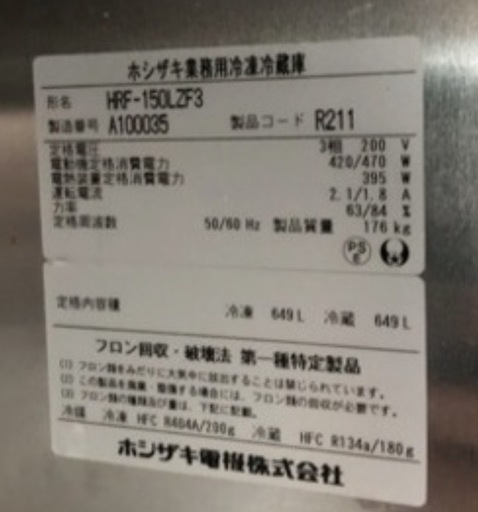 ホシザキ業務用冷凍冷蔵庫
形名 HRF-150LZF3
製造番号 A100035 製品コード R211
定格電圧 3相 200 V
電動機定格消費電力 420/470 W
電熱装置定格消費電力 395 W
運転電流 2.1/1.8 A
力率 63/84 %
定格周波数 50/60 Hz 製品質量 176 kg
PS E
定格内容積 冷凍 649L 冷蔵 649L
フロン回収・破壊法 第一種特定製品
(1) フロン類をみだりに大気中に放出することは禁じられています。
(2) この製品を廃棄・整備する場合には、フロン類の回収が必要です。
(3) フロン類の種類及び量は、下記に記載。
冷媒 冷凍 HFC R404A/290g 冷蔵 HFC R134a/180g
ホシザキ電機株式会社